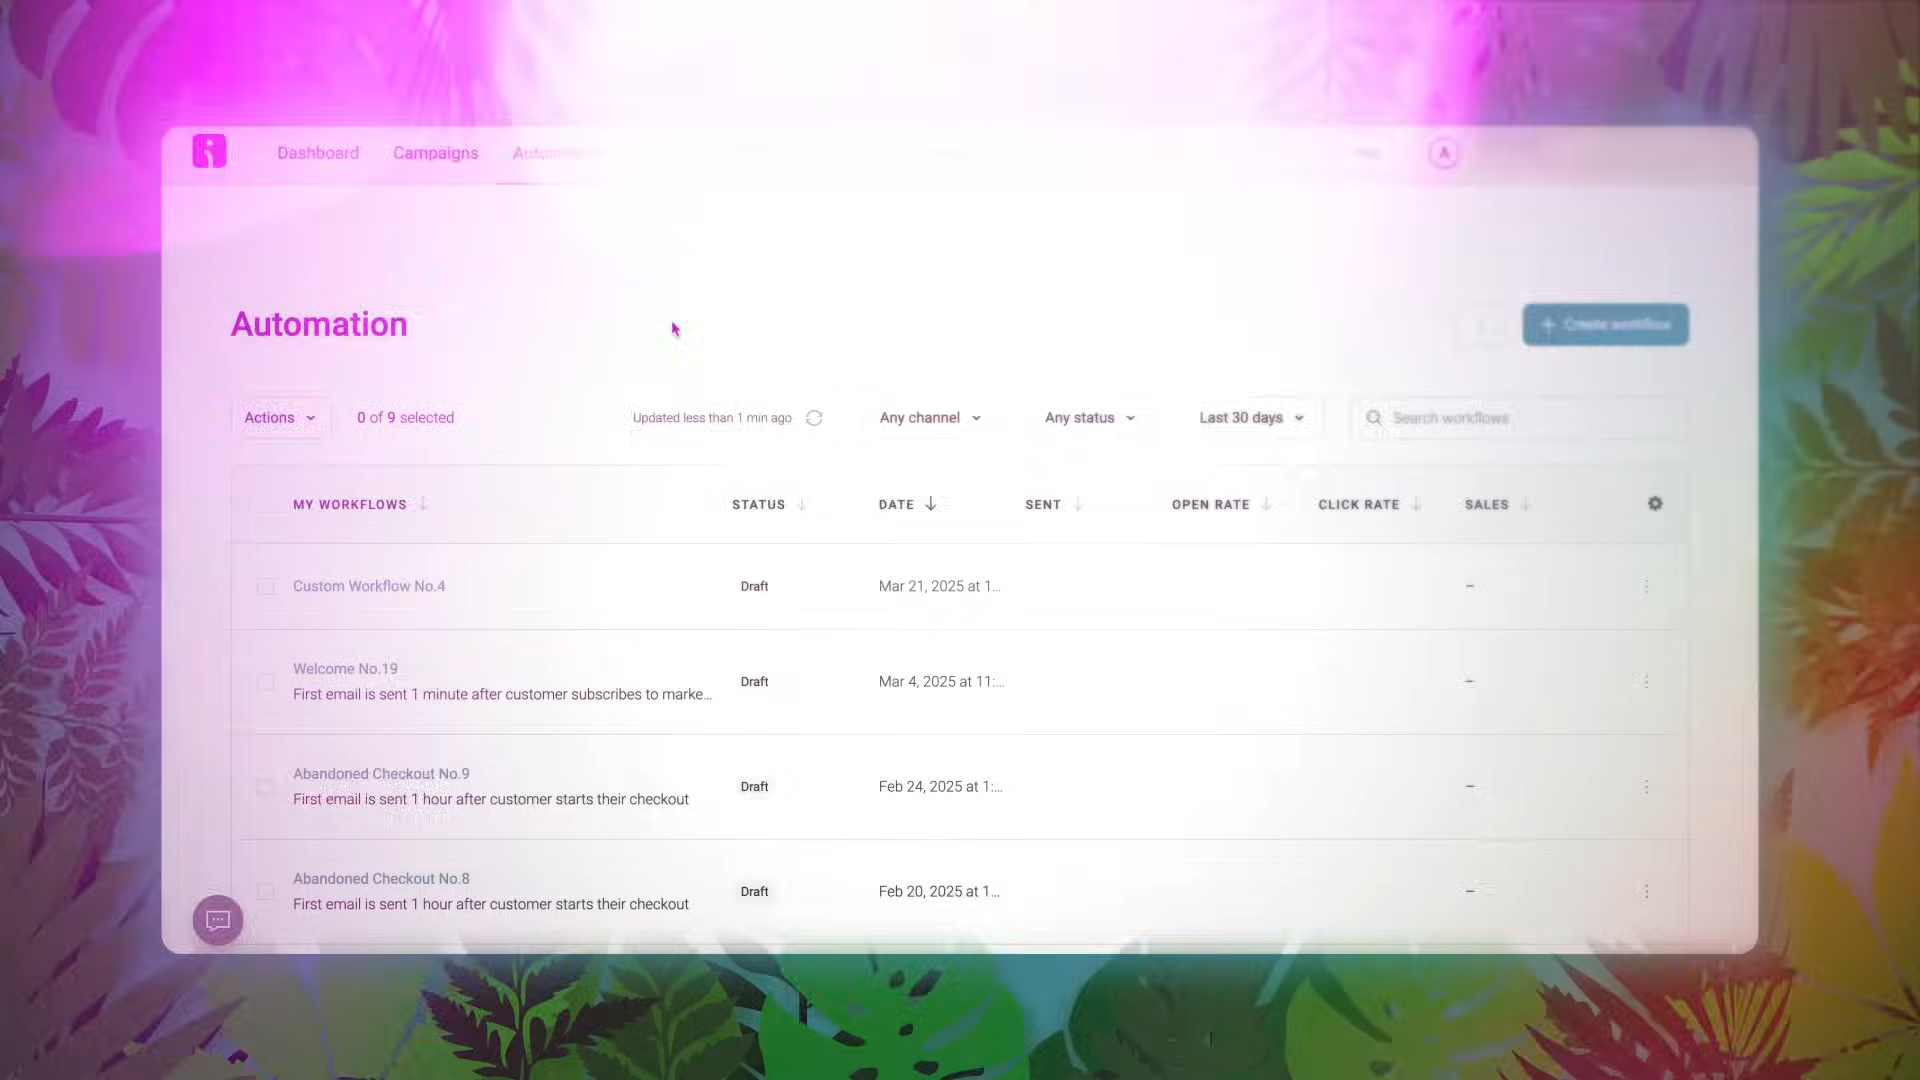 Dashboard Campaigns
A
Automation
+ Create workflow
Actions 0 of 9 selected Updated less than 1 min ago Any channel Any status Last 30 days Search workflows
MY WORKFLOWS STATUS DATE SENT OPEN RATE CLICK RATE SALES
Custom Workflow No.4 Draft Mar 21, 2025 at 1... –
Welcome No.19
First email is sent 1 minute after customer subscribes to marke... Draft Mar 4, 2025 at 11:... –
Abandoned Checkout No.9
First email is sent 1 hour after customer starts their checkout Draft Feb 24, 2025 at 1:... –
Abandoned Checkout No.8
First email is sent 1 hour after customer starts their checkout Draft Feb 20, 2025 at 1... –